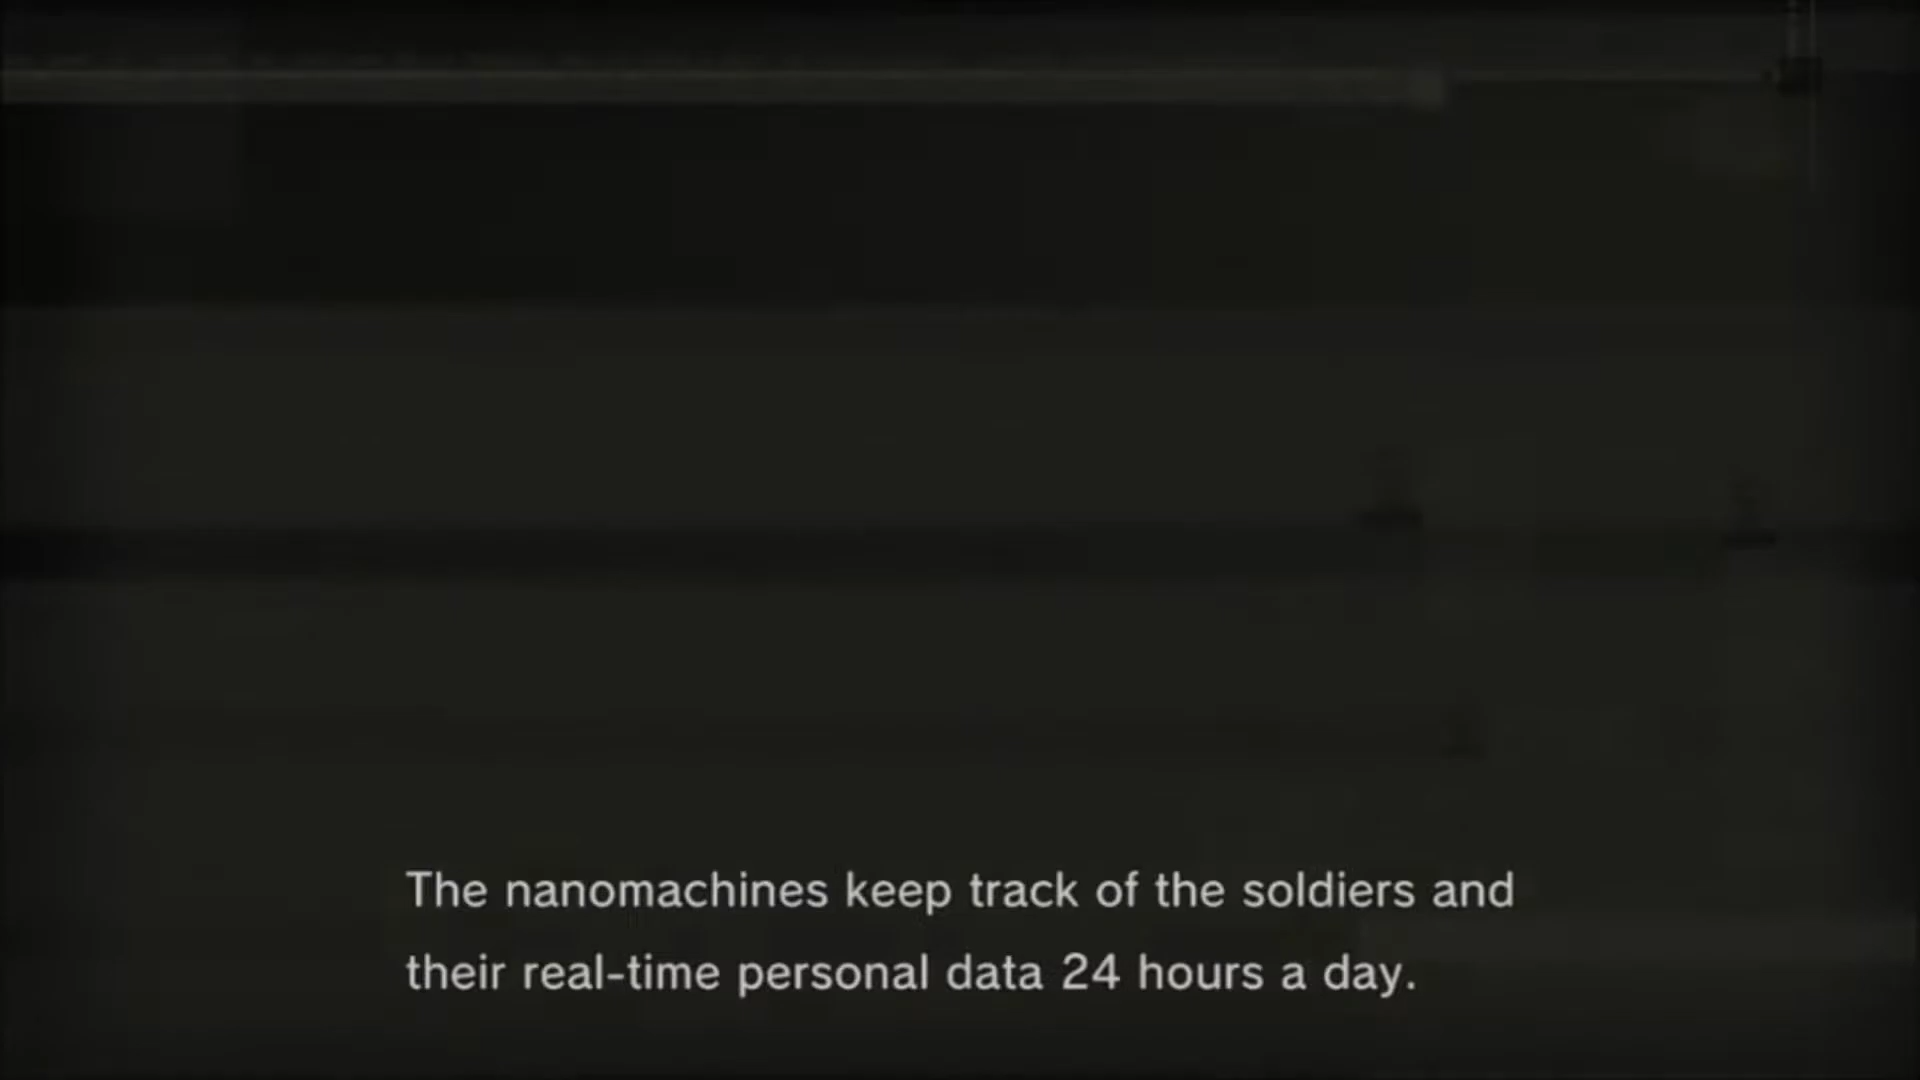 The nanomachines keep track of the soldiers and
their real-time personal data 24 hours a day.